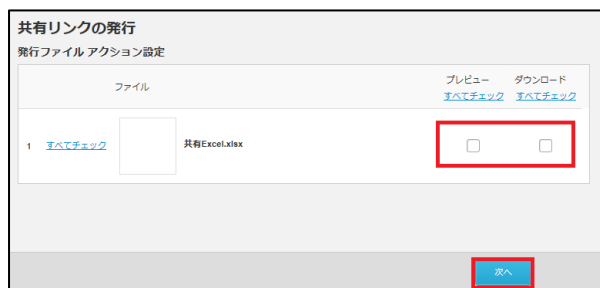 共有リンクの発行
発行ファイル アクション設定
ファイル プレビュー ダウンロード
すべてチェック すべてチェック
1 すべてチェック 共有Excel.xlsx
次へ